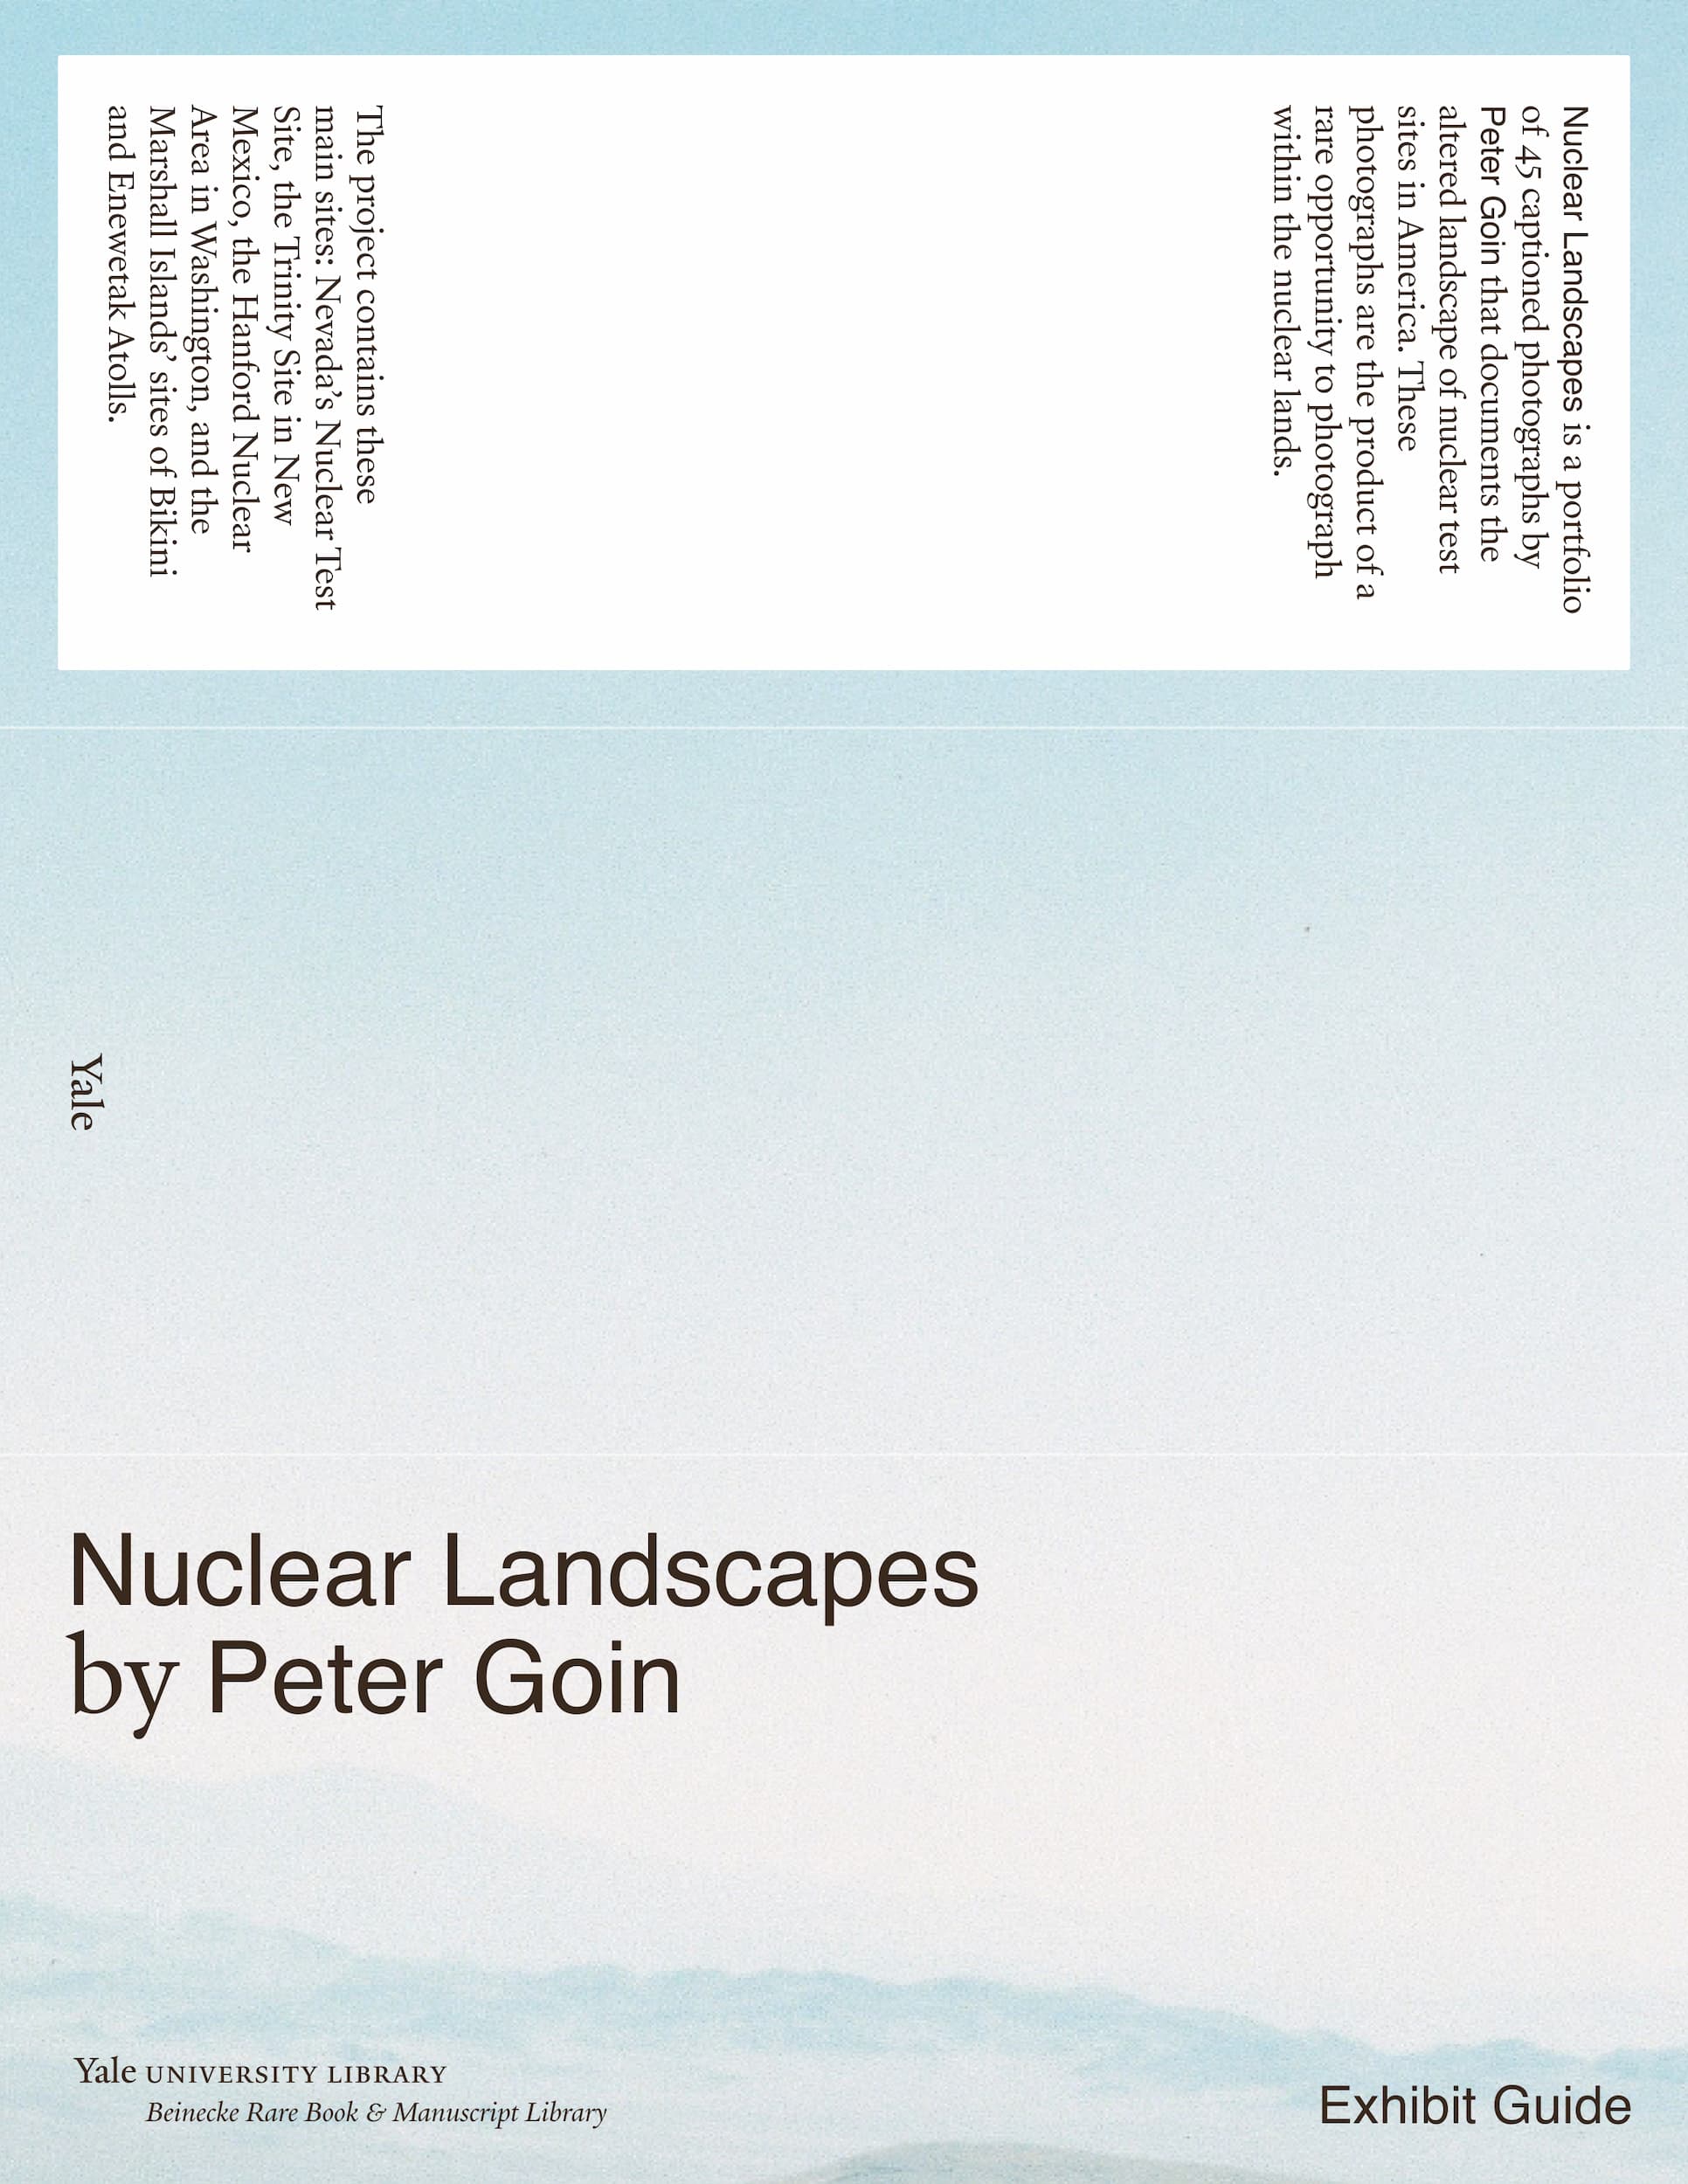 Nuclear Landscapes is a portfolio
of 45 captioned photographs by
Peter Goin that documents the
altered landscape of nuclear test
sites in America. These
photographs are the product of a
rare opportunity to photograph
within the nuclear lands.
The project contains these
main sites: Nevada’s Nuclear Test
Site, the Trinity Site in New
Mexico, the Hanford Nuclear
Area in Washington, and the
Marshall Islands’ sites of Bikini
and Enewetak Atolls.
Yale
Nuclear Landscapes
by Peter Goin
Exhibit Guide
Yale UNIVERSITY LIBRARY
Beinecke Rare Book & Manuscript Library